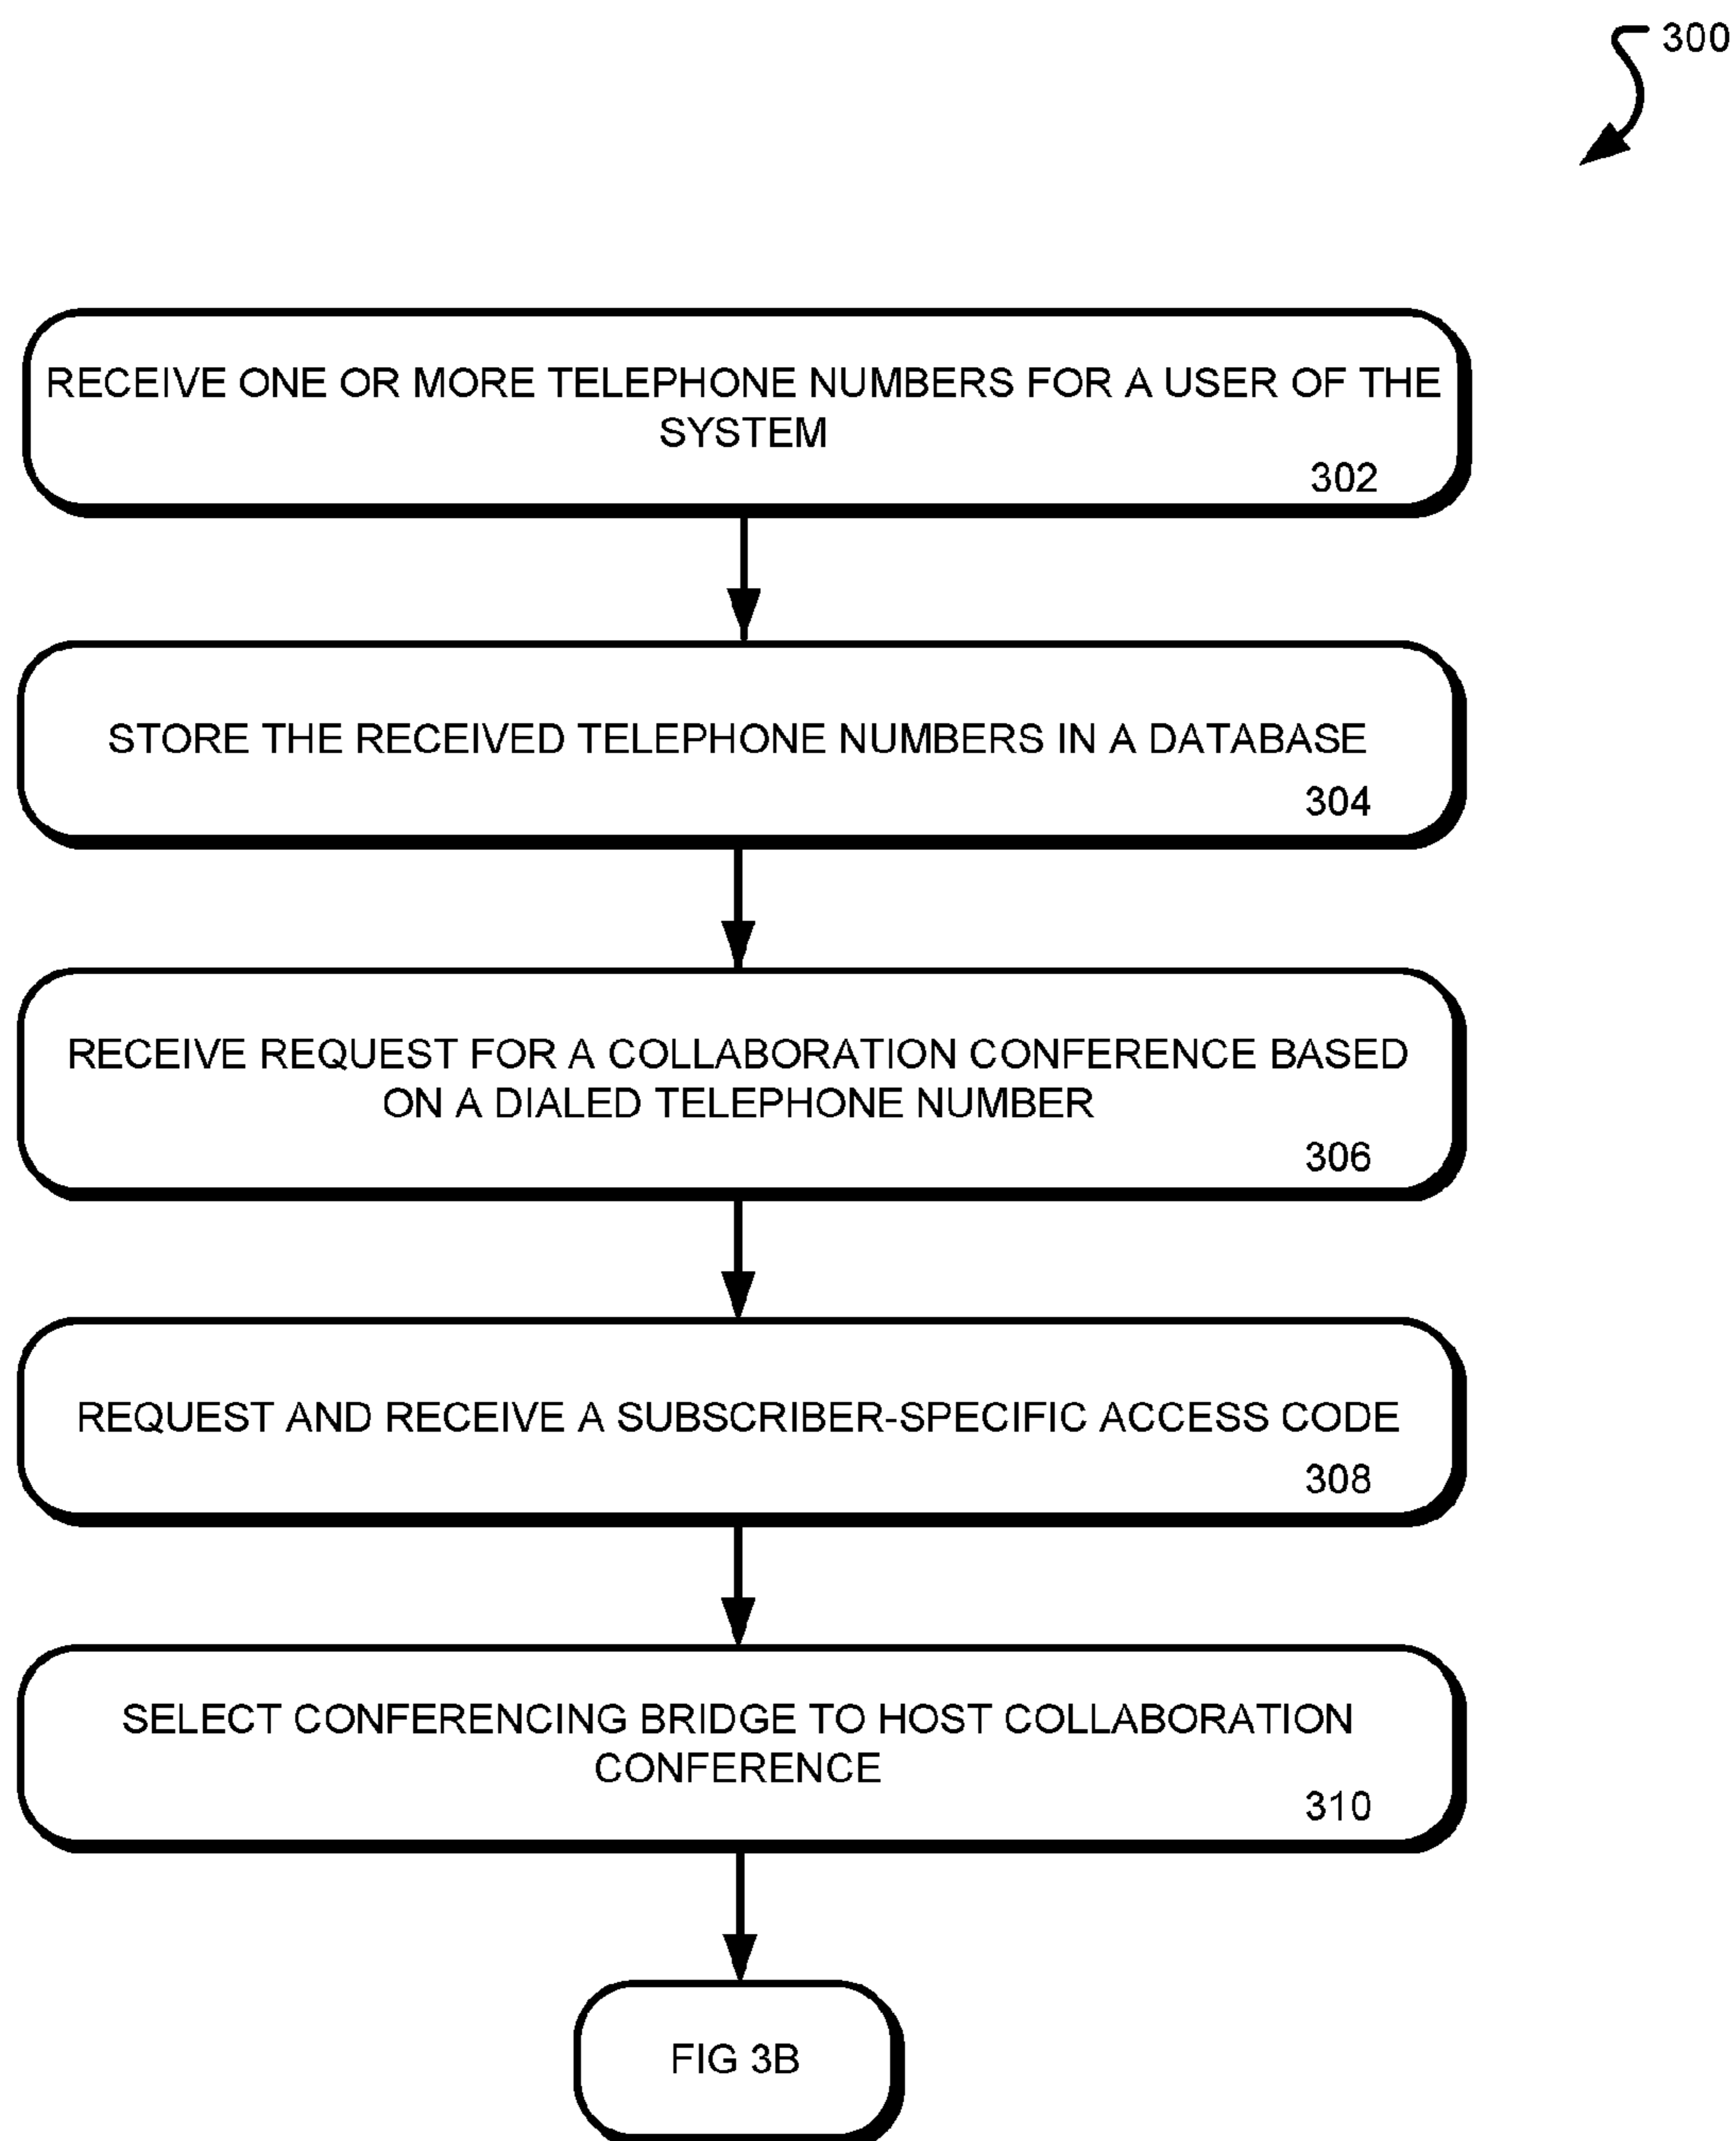 300
RECEIVE ONE OR MORE TELEPHONE NUMBERS FOR A USER OF THE
SYSTEM
302
STORE THE RECEIVED TELEPHONE NUMBERS IN A DATABASE
304
RECEIVE REQUEST FOR A COLLABORATION CONFERENCE BASED
ON A DIALED TELEPHONE NUMBER
306
REQUEST AND RECEIVE A SUBSCRIBER-SPECIFIC ACCESS CODE
308
SELECT CONFERENCING BRIDGE TO HOST COLLABORATION
CONFERENCE
310
FIG 3B